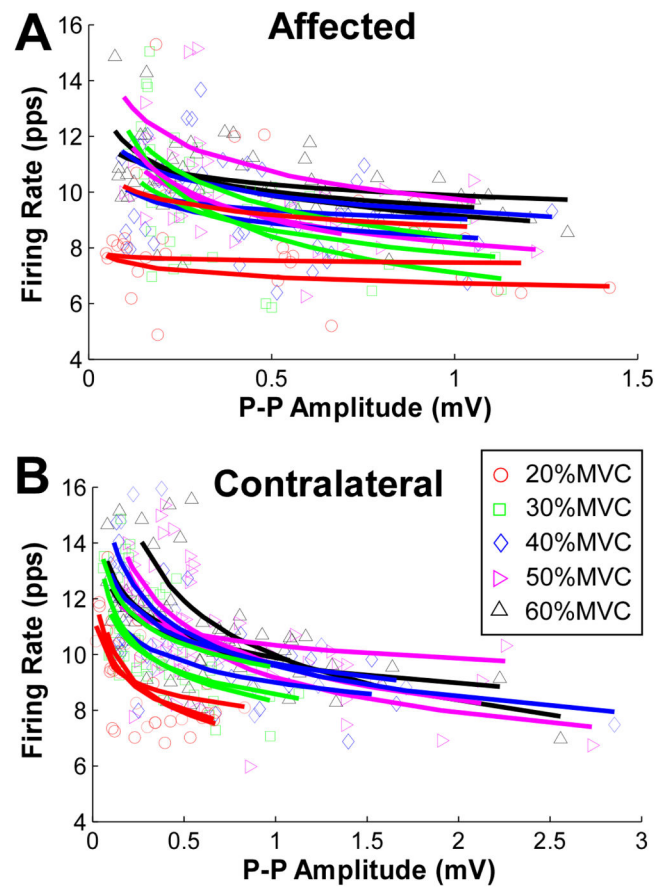 A
Affected
16
14
12
10
8
6
4
Firing Rate (pps)
0
0.5
1
1.5
P-P Amplitude (mV)
B
Contralateral
20%MVC
30%MVC
40%MVC
50%MVC
60%MVC
16
14
12
10
8
6
4
Firing Rate (pps)
0
0.5
1
1.5
2
2.5
3
P-P Amplitude (mV)